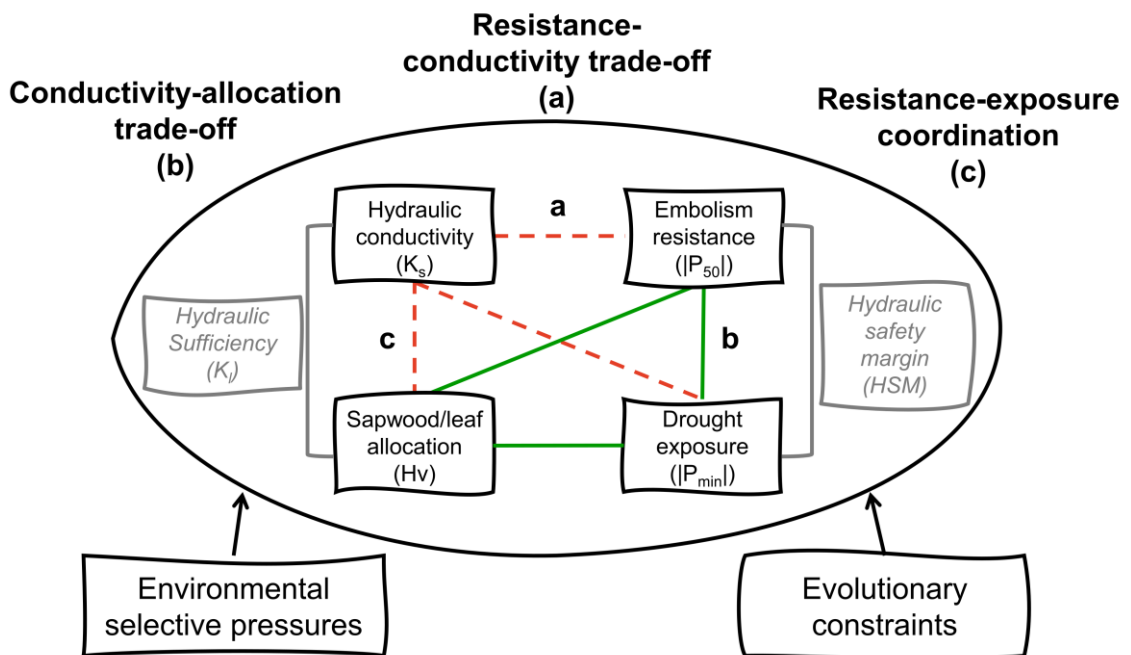 Resistance-
conductivity trade-off
(a)
Conductivity-allocation
trade-off
(b)
Resistance-exposure
coordination
(c)
Hydraulic
conductivity
(Ks)
a
Embolism
resistance
(|P50|)
Hydraulic
Sufficiency
(Kl)
c
b
Hydraulic
safety
margin
(HSM)
Sapwood/leaf
allocation
(Hv)
Drought
exposure
(|Pmin|)
Environmental
selective pressures
Evolutionary
constraints